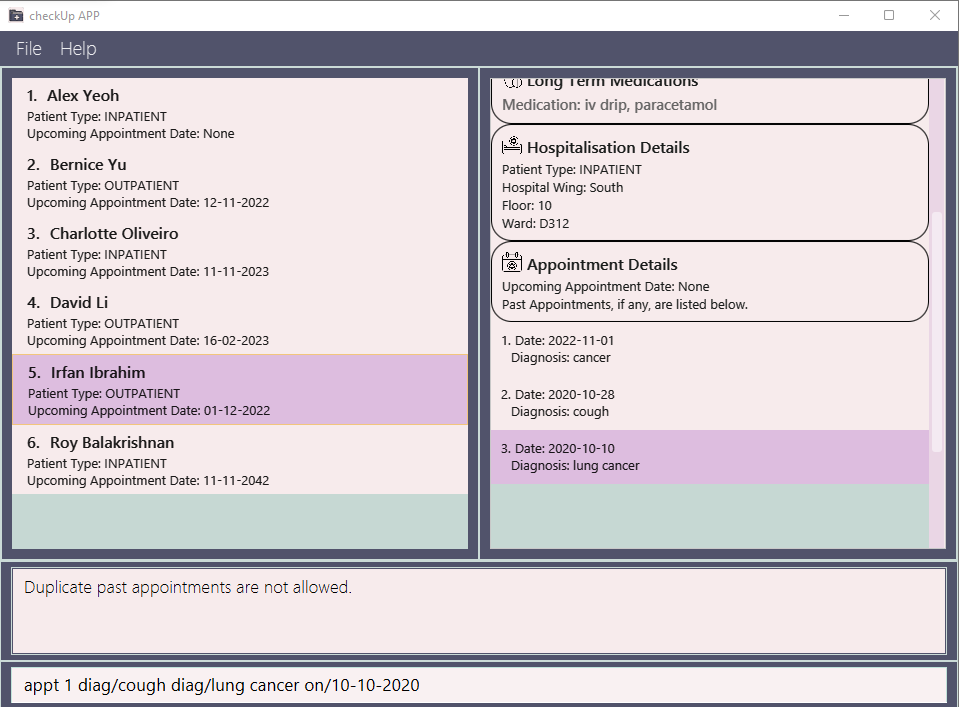 checkUp APP
File Help
1. Alex Yeoh
Patient Type: INPATIENT
Upcoming Appointment Date: None
2. Bernice Yu
Patient Type: OUTPATIENT
Upcoming Appointment Date: 12-11-2022
3. Charlotte Oliveiro
Patient Type: INPATIENT
Upcoming Appointment Date: 11-11-2023
4. David Li
Patient Type: OUTPATIENT
Upcoming Appointment Date: 16-02-2023
5. Irfan Ibrahim
Patient Type: OUTPATIENT
Upcoming Appointment Date: 01-12-2022
6. Roy Balakrishnan
Patient Type: INPATIENT
Upcoming Appointment Date: 11-11-2042
Long Term Medications
Medication: iv drip, paracetamol
Hospitalisation Details
Patient Type: INPATIENT
Hospital Wing: South
Floor: 10
Ward: D312
Appointment Details
Upcoming Appointment Date: None
Past Appointments, if any, are listed below.
1. Date: 2022-11-01
Diagnosis: cancer
2. Date: 2020-10-28
Diagnosis: cough
3. Date: 2020-10-10
Diagnosis: lung cancer
Duplicate past appointments are not allowed.
appt 1 diag/cough diag/lung cancer on/10-10-2020